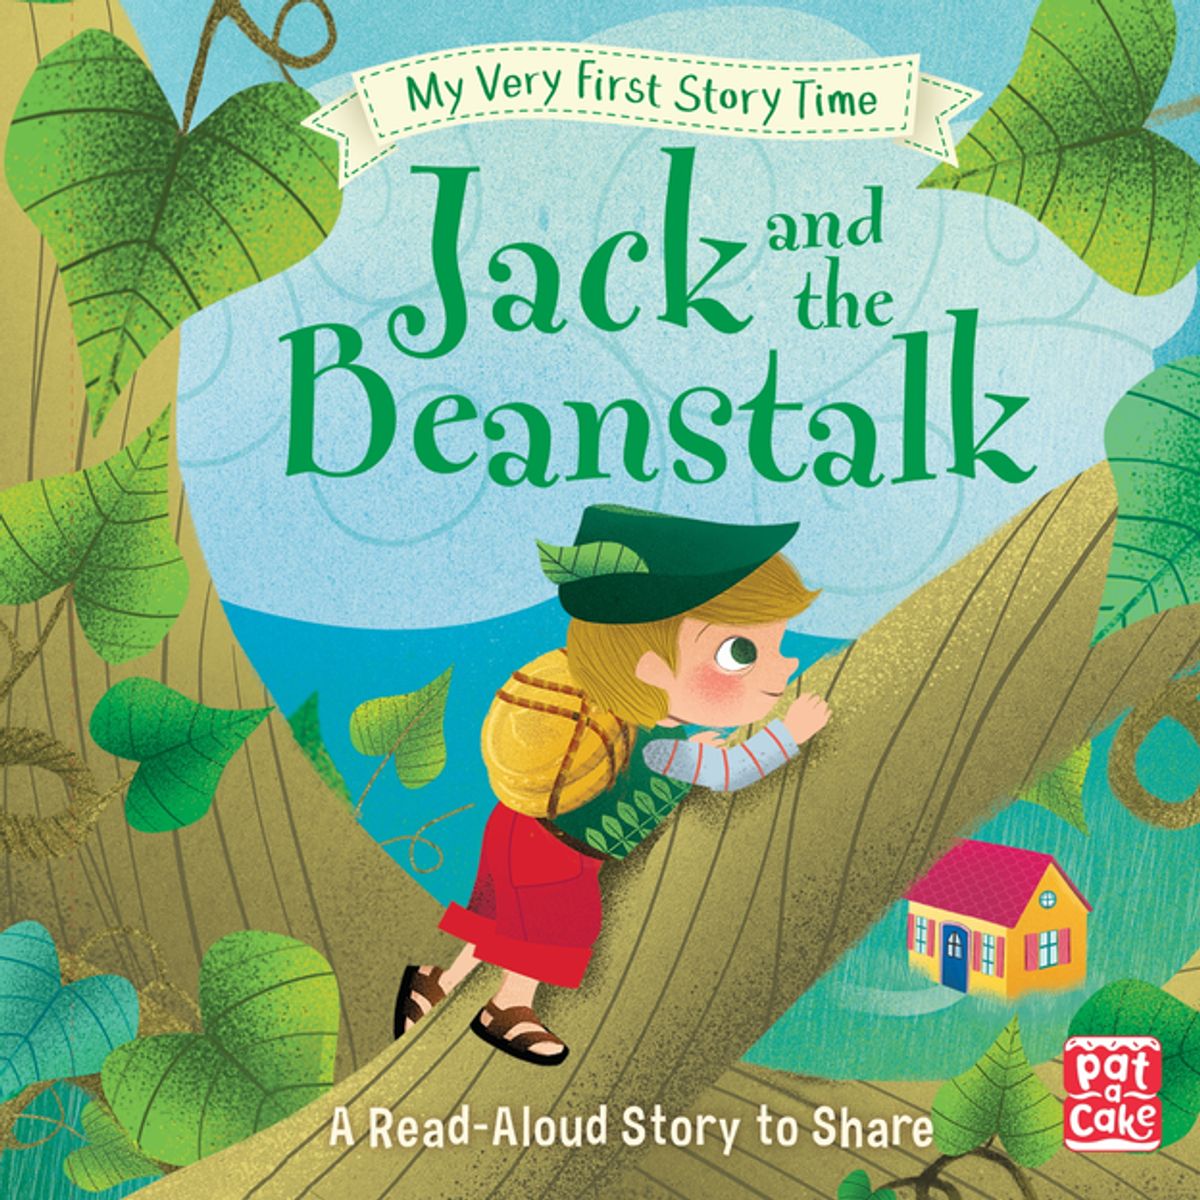 My Very First Story Time
Jack and the
Beanstalk
A Read-Aloud Story to Share
Pat
a
Cake